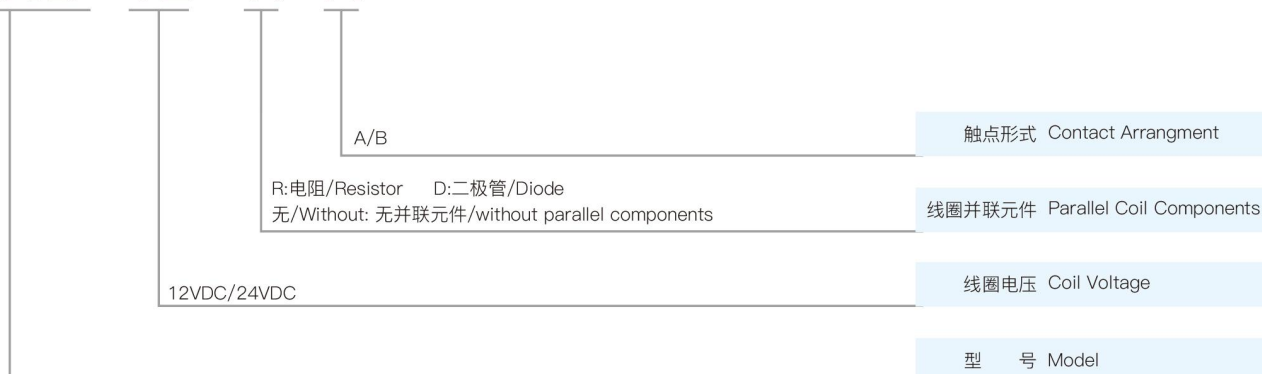 A/B
触点形式 Contact Arrangment
R:电阻/Resistor D:二极管/Diode
无/Without: 无并联元件/without parallel components
线圈并联元件 Parallel Coil Components
12VDC/24VDC
线圈电压 Coil Voltage
型 号 Model